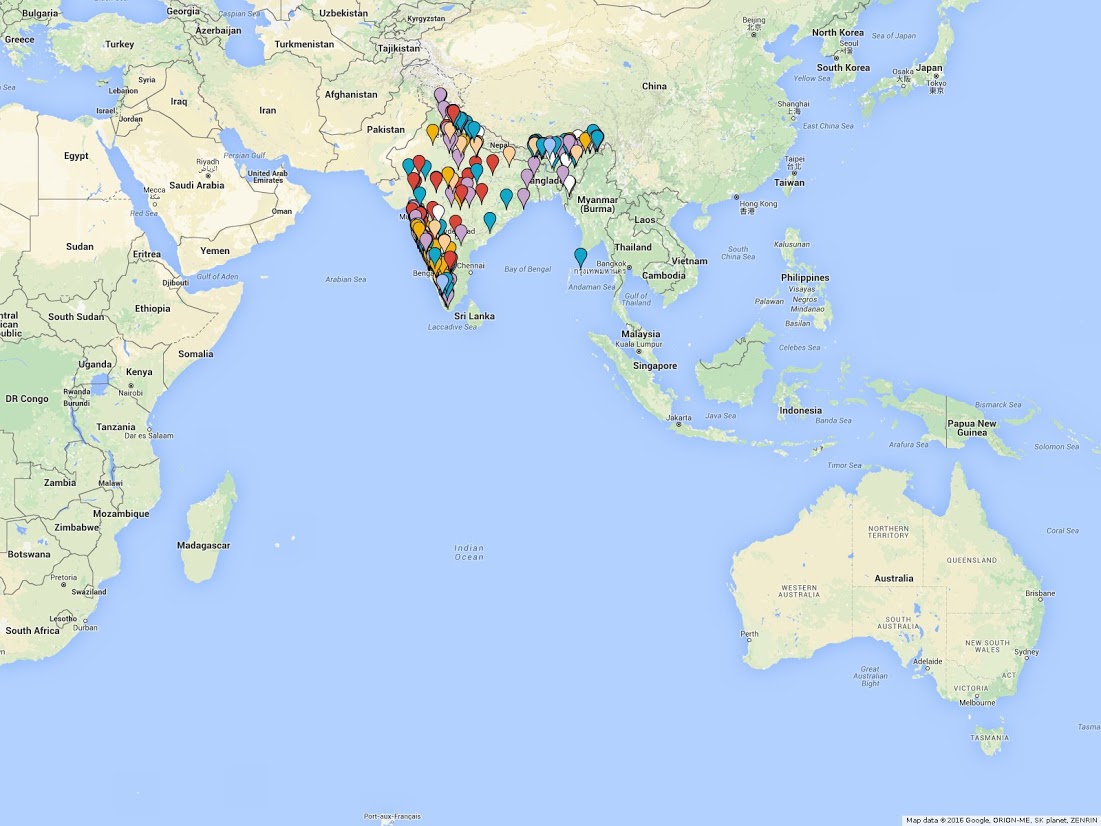 Bulgaria
Georgia
Caspian Sea
Uzbekistan
Kyrgyzstan
Greece
Turkey
Azerbaijan
Turkmenistan
Tajikistan
Beijing
北京
North Korea
Seoul
서울
Sea of Japan
South Korea
Japan
Osaka
大阪
Tokyo
東京
Yellow Sea
Syria
Lebanon
Israel
Jordan
Iraq
Iran
Afghanistan
Pakistan
China
Shanghai
上海
East China Sea
Nepal
Egypt
Persian Gulf
Riyadh
الرياض
Saudi Arabia
United Arab
Emirates
Mecca
مكة
Red Sea
Oman
Taipei
台北
Taiwan
Hong Kong
香港
Myanmar
(Burma)
Laos
Sudan
Eritrea
Yemen
Gulf of Aden
Djibouti
Arabian Sea
Chennai
Bay of Bengal
Thailand
Bangkok
กรุงเทพมหานคร
Vietnam
Cambodia
Andaman Sea
Gulf of
Thailand
South
China Sea
Kalusunan
Philippines
Visayas
Palawan
Negros
Mindanao
Basilan
Ethiopia
South Sudan
Somalia
Sri Lanka
Laccadive Sea
Malaysia
Kuala Lumpur
Singapore
Celebes Sea
Uganda
Kenya
Nairobi
DR Congo
Rwanda
Burundi
Tanzania
Dar es Salaam
Jakarta
Java Sea
Indonesia
Banda Sea
Bismarck Sea
Papua New
Guinea
Arafura Sea
Solomon Sea
Timor Sea
Zambia
Malawi
Mozambique
Zimbabwe
Madagascar
Botswana
Pretoria
Swaziland
Lesotho
Durban
South Africa
Indian
Ocean
Coral Sea
NORTHERN
TERRITORY
QUEENSLAND
WESTERN
AUSTRALIA
Australia
Brisbane
SOUTH
AUSTRALIA
Perth
NEW SOUTH
WALES
Adelaide
Sydney
Great
Australian
Bight
ACT
VICTORIA
Melbourne
TASMANIA
Port-aux-Français
Map data © 2016 Google, ORION-ME, SK planet, ZENRIN